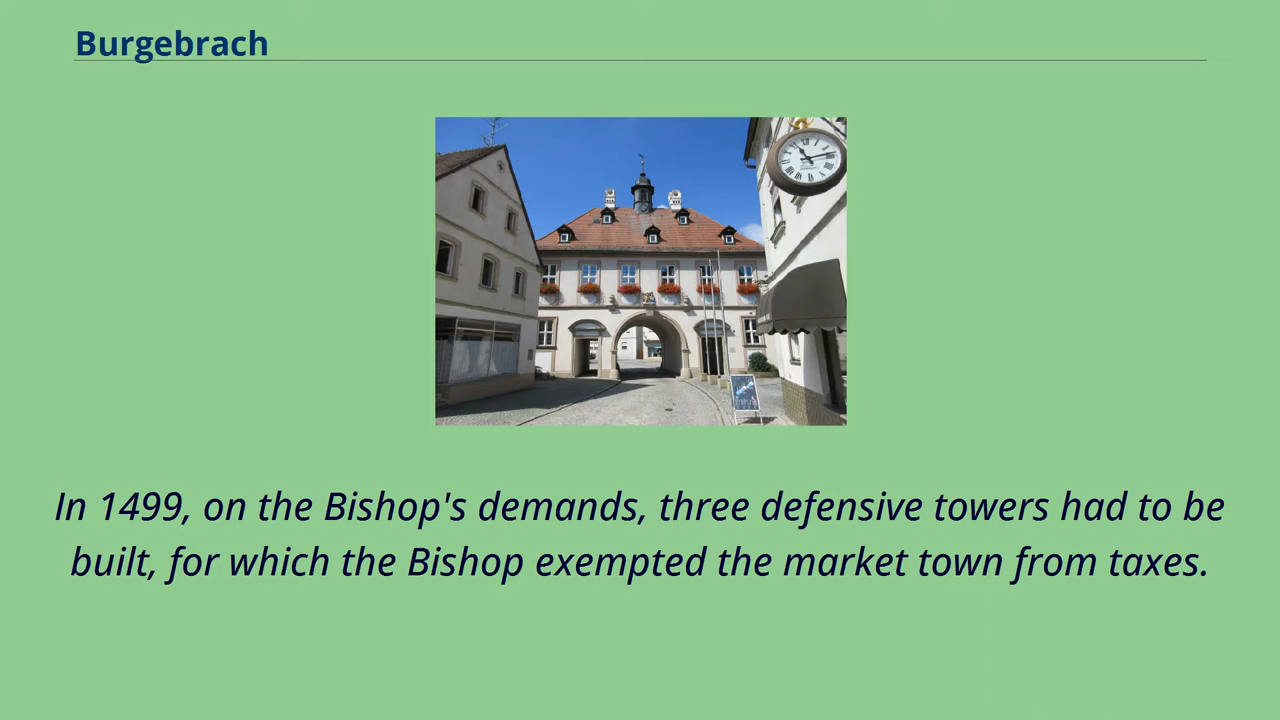 Burgebrach
In 1499, on the Bishop's demands, three defensive towers had to be
built, for which the Bishop exempted the market town from taxes.